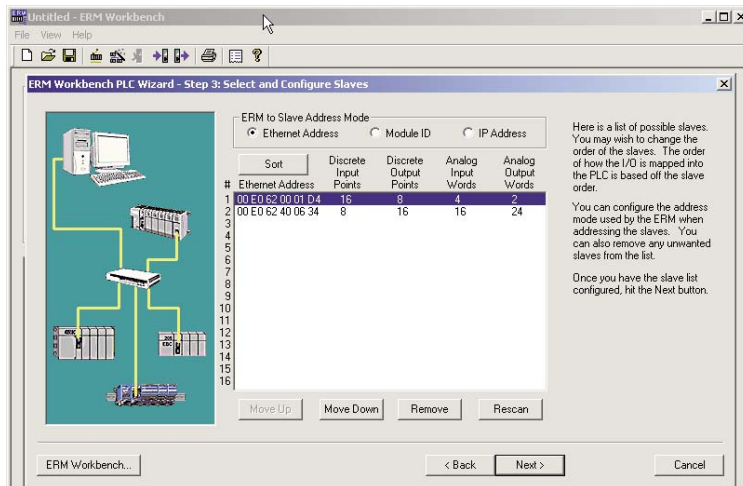 Untitled - ERM Workbench
File View Help
ERM Workbench PLC Wizard - Step 3: Select and Configure Slaves
ERM to Slave Address Mode
Ethernet Address Module ID IP Address
Sort
Discrete Input Points
Discrete Output Points
Analog Input Words
Analog Output Words
# Ethernet Address
1 00 E0 62 00 01 D4 16 8 4 2
2 00 E0 62 40 06 34 8 16 16 24
3
4
5
6
7
8
9
10
11
12
13
14
15
16
Move Up Move Down Remove Rescan
Here is a list of possible slaves.
You may wish to change the
order of the slaves. The order
of how the I/O is mapped into
the PLC is based off the slave
order.
You can configure the address
mode used by the ERM when
addressing the slaves. You
can also remove any unwanted
slaves from the list.
Once you have the slave list
configured, hit the Next button.
ERM Workbench... < Back Next > Cancel